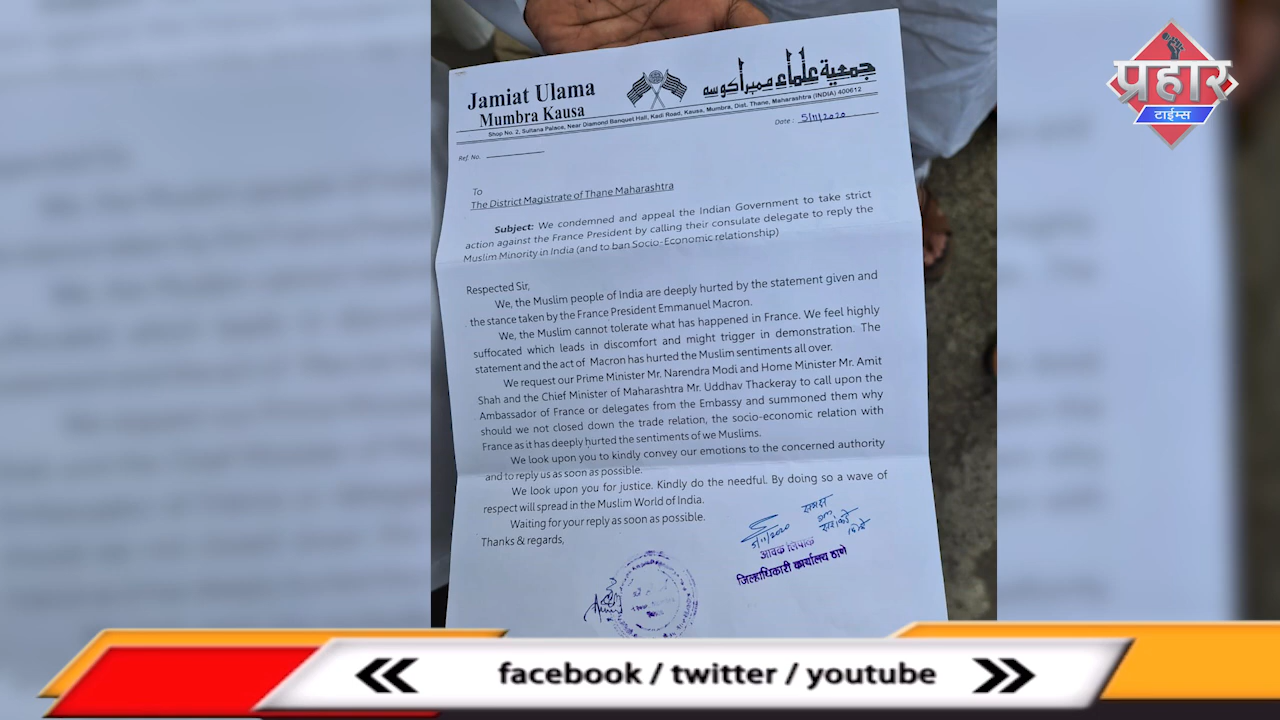 Jamiat Ulama
Mumbra Kausa
جمعية علماء ممبرا كوسه
Shop No. 2, Sultana Palace, Near Diamond Banquet Hall, Kadi Road, Kausa, Mumbra, Dist. Thane, Maharashtra (INDIA) 400612
Ref. No.
Date : 5/11/2020
To
The District Magistrate of Thane Maharashtra
Subject: We condemned and appeal the Indian Government to take strict
action against the France President by calling their consulate delegate to reply the
Muslim Minority in India (and to ban Socio-Economic relationship)
Respected Sir,
We, the Muslim people of India are deeply hurted by the statement given and
the stance taken by the France President Emmanuel Macron.
We, the Muslim cannot tolerate what has happened in France. We feel highly
suffocated which leads in discomfort and might trigger in demonstration. The
statement and the act of Macron has hurted the Muslim sentiments all over.
We request our Prime Minister Mr. Narendra Modi and Home Minister Mr. Amit
Shah and the Chief Minister of Maharashtra Mr. Uddhav Thackeray to call upon the
Ambassador of France or delegates from the Embassy and summoned them why
should we not closed down the trade relation, the socio-economic relation with
France as it has deeply hurted the sentiments of we Muslims.
We look upon you to kindly convey our emotions to the concerned authority
and to reply us as soon as possible.
We look upon you for justice. Kindly do the needful. By doing so a wave of
respect will spread in the Muslim World of India.
Waiting for your reply as soon as possible.
Thanks & regards,
5/11/2020
आवक लिपीक
जिल्हाधिकारी कार्यालय ठाणे
प्रहार
टाईम्स
facebook / twitter / youtube